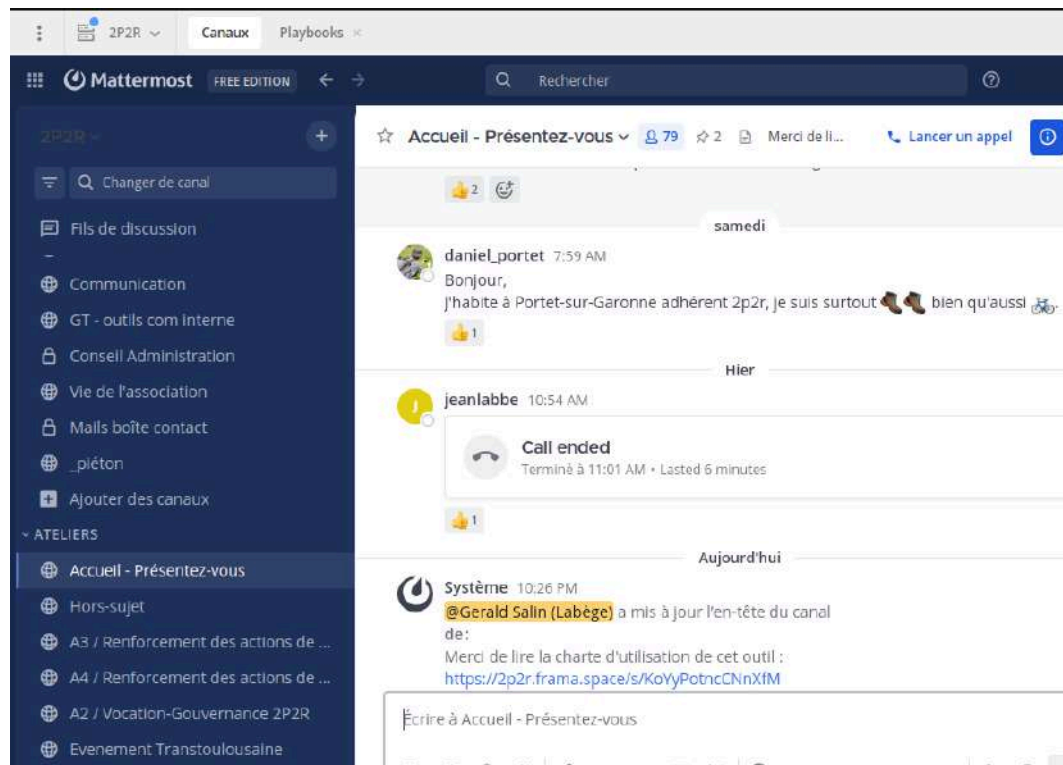 2P2R
Canaux
Playbooks
Mattermost
FREE EDITION
Rechercher
2P2R
Accueil - Présentez-vous
79
2
Merci de li...
Lancer un appel
Changer de canal
Fils de discussion
Communication
GT - outils com interne
Conseil Administration
Vie de l'association
Mails boîte contact
_piéton
Ajouter des canaux
ATELIERS
Accueil - Présentez-vous
Hors-sujet
A3 / Renforcement des actions de ...
A4 / Renforcement des actions de ...
A2 / Vocation-Gouvernance 2P2R
Evenement Transtoulousaine
2
samedi
daniel_portet 7:59 AM
Bonjour,
j'habite à Portet-sur-Garonne adhérent 2p2r, je suis surtout 🥾🥾 bien qu'aussi 🚲.
1
Hier
J
jeanlabbe 10:54 AM
Call ended
Terminé à 11:01 AM • Lasted 6 minutes
1
Aujourd'hui
Système 10:26 PM
@Gerald Salin (Labège) a mis à jour l'en-tête du canal
de:
Merci de lire la charte d'utilisation de cet outil :
https://2p2r.frama.space/s/KoYyPotncCNnXfM
Écrire à Accueil - Présentez-vous